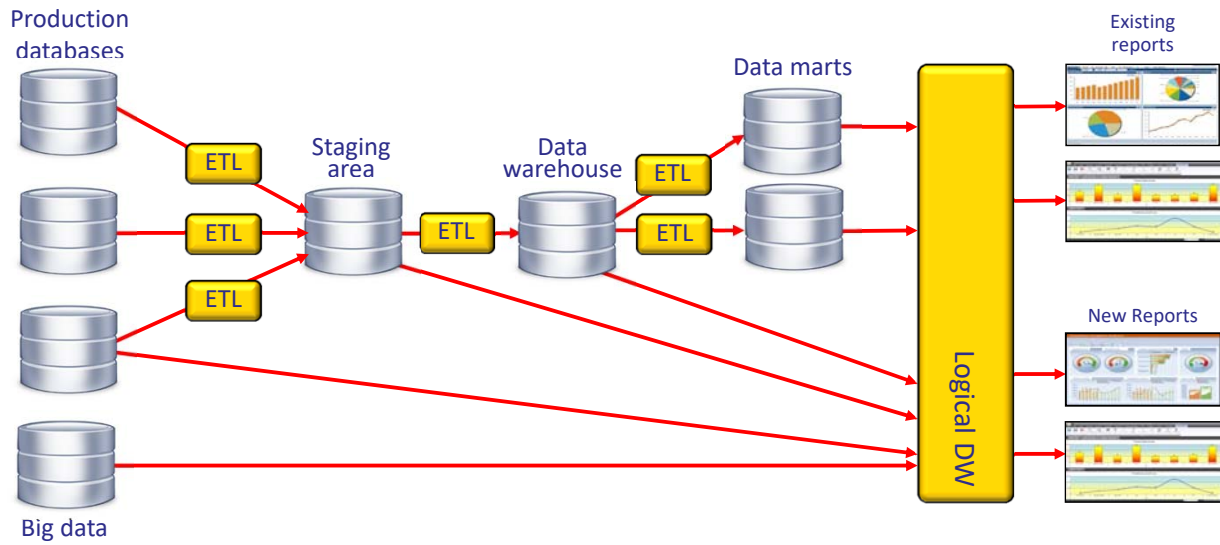 Production
databases
Existing
reports
Data marts
Staging
area
Data
warehouse
ETL
ETL
ETL
ETL
ETL
ETL
Logical DW
New Reports
Big data